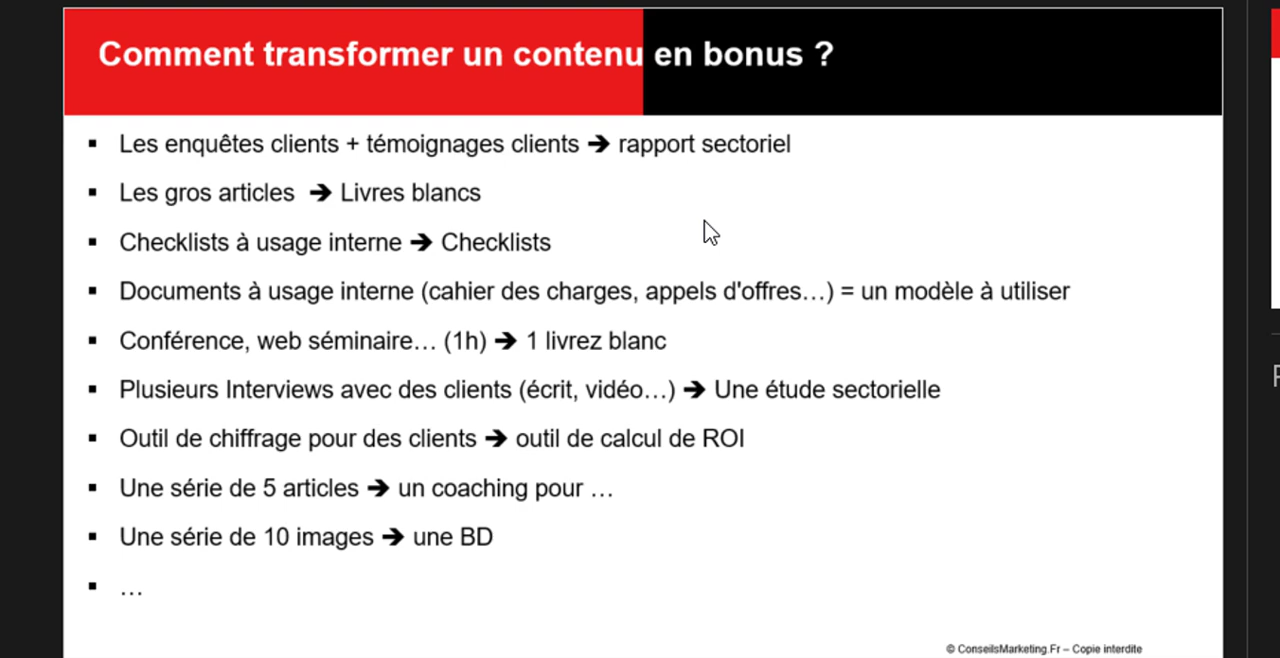 Comment transformer un contenu en bonus ?
▪ Les enquêtes clients + témoignages clients ➔ rapport sectoriel
▪ Les gros articles ➔ Livres blancs
▪ Checklists à usage interne ➔ Checklists
▪ Documents à usage interne (cahier des charges, appels d'offres…) = un modèle à utiliser
▪ Conférence, web séminaire… (1h) ➔ 1 livrez blanc
▪ Plusieurs Interviews avec des clients (écrit, vidéo…) ➔ Une étude sectorielle
▪ Outil de chiffrage pour des clients ➔ outil de calcul de ROI
▪ Une série de 5 articles ➔ un coaching pour …
▪ Une série de 10 images ➔ une BD
▪ …
© ConseilsMarketing.Fr – Copie interdite